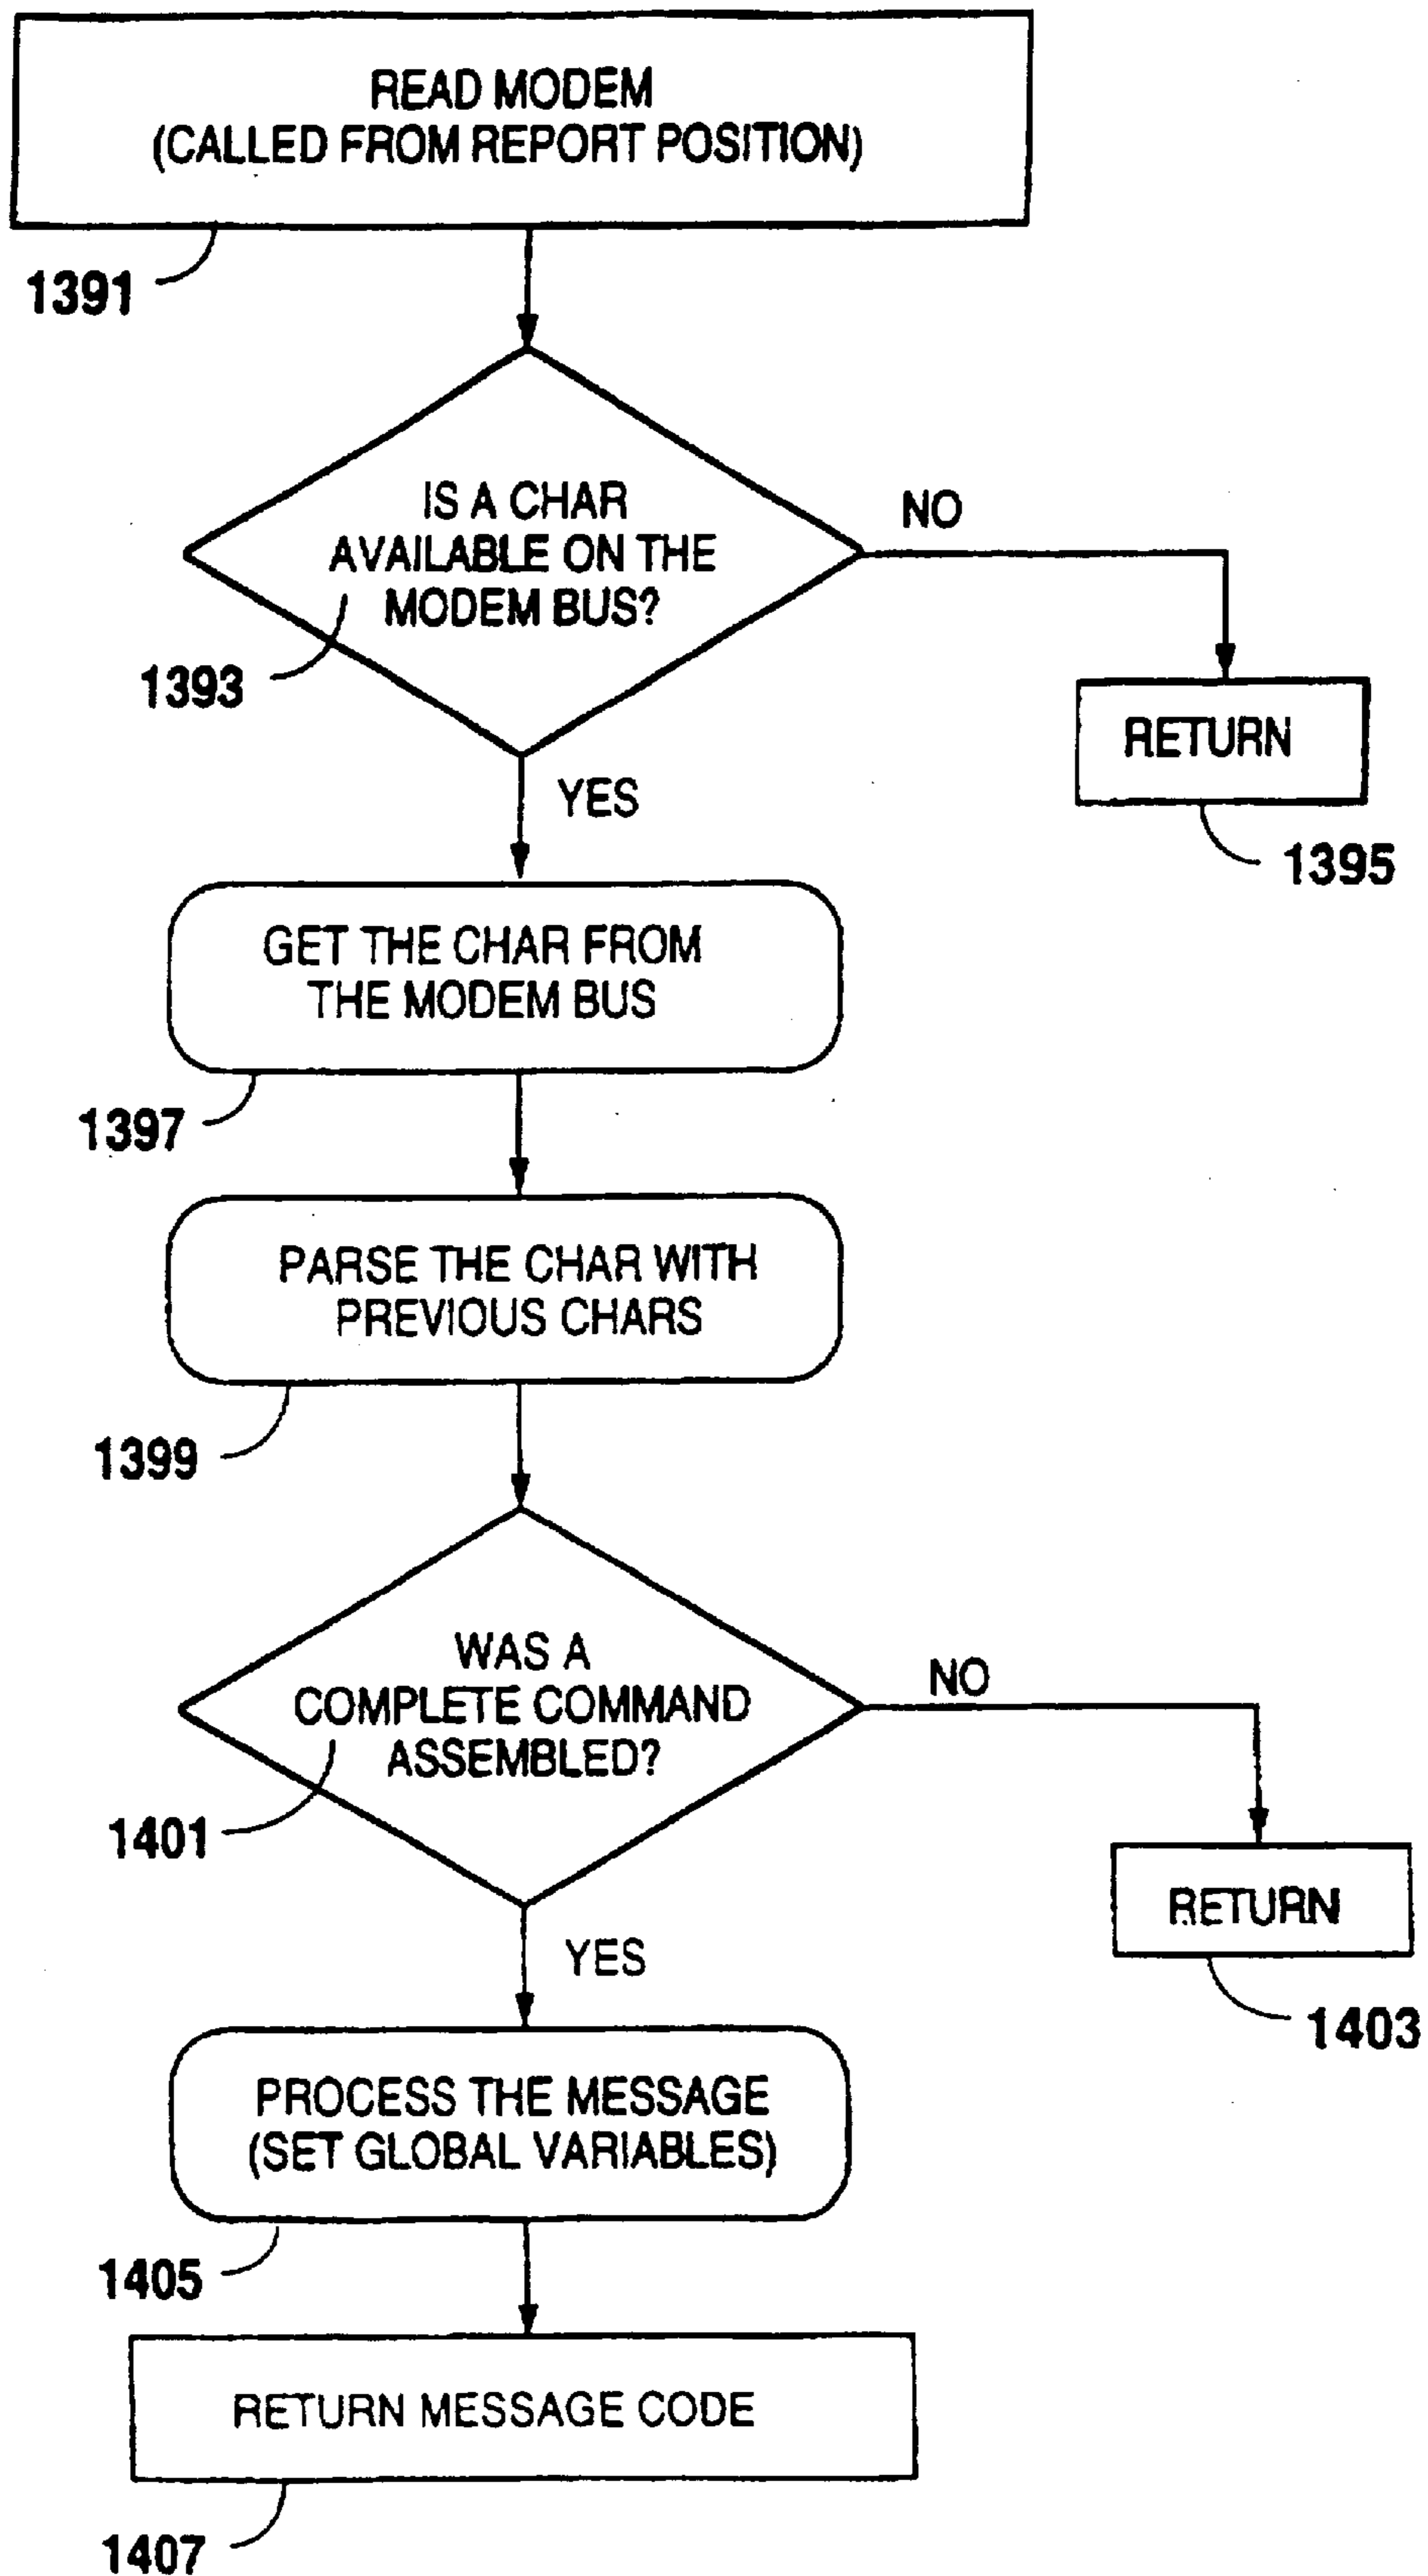 READ MODEM
(CALLED FROM REPORT POSITION)
1391
IS A CHAR
AVAILABLE ON THE
MODEM BUS?
NO
1393
RETURN
YES
1395
GET THE CHAR FROM
THE MODEM BUS
1397
PARSE THE CHAR WITH
PREVIOUS CHARS
1399
WAS A
COMPLETE COMMAND
ASSEMBLED?
NO
1401
RETURN
YES
1403
PROCESS THE MESSAGE
(SET GLOBAL VARIABLES)
1405
RETURN MESSAGE CODE
1407